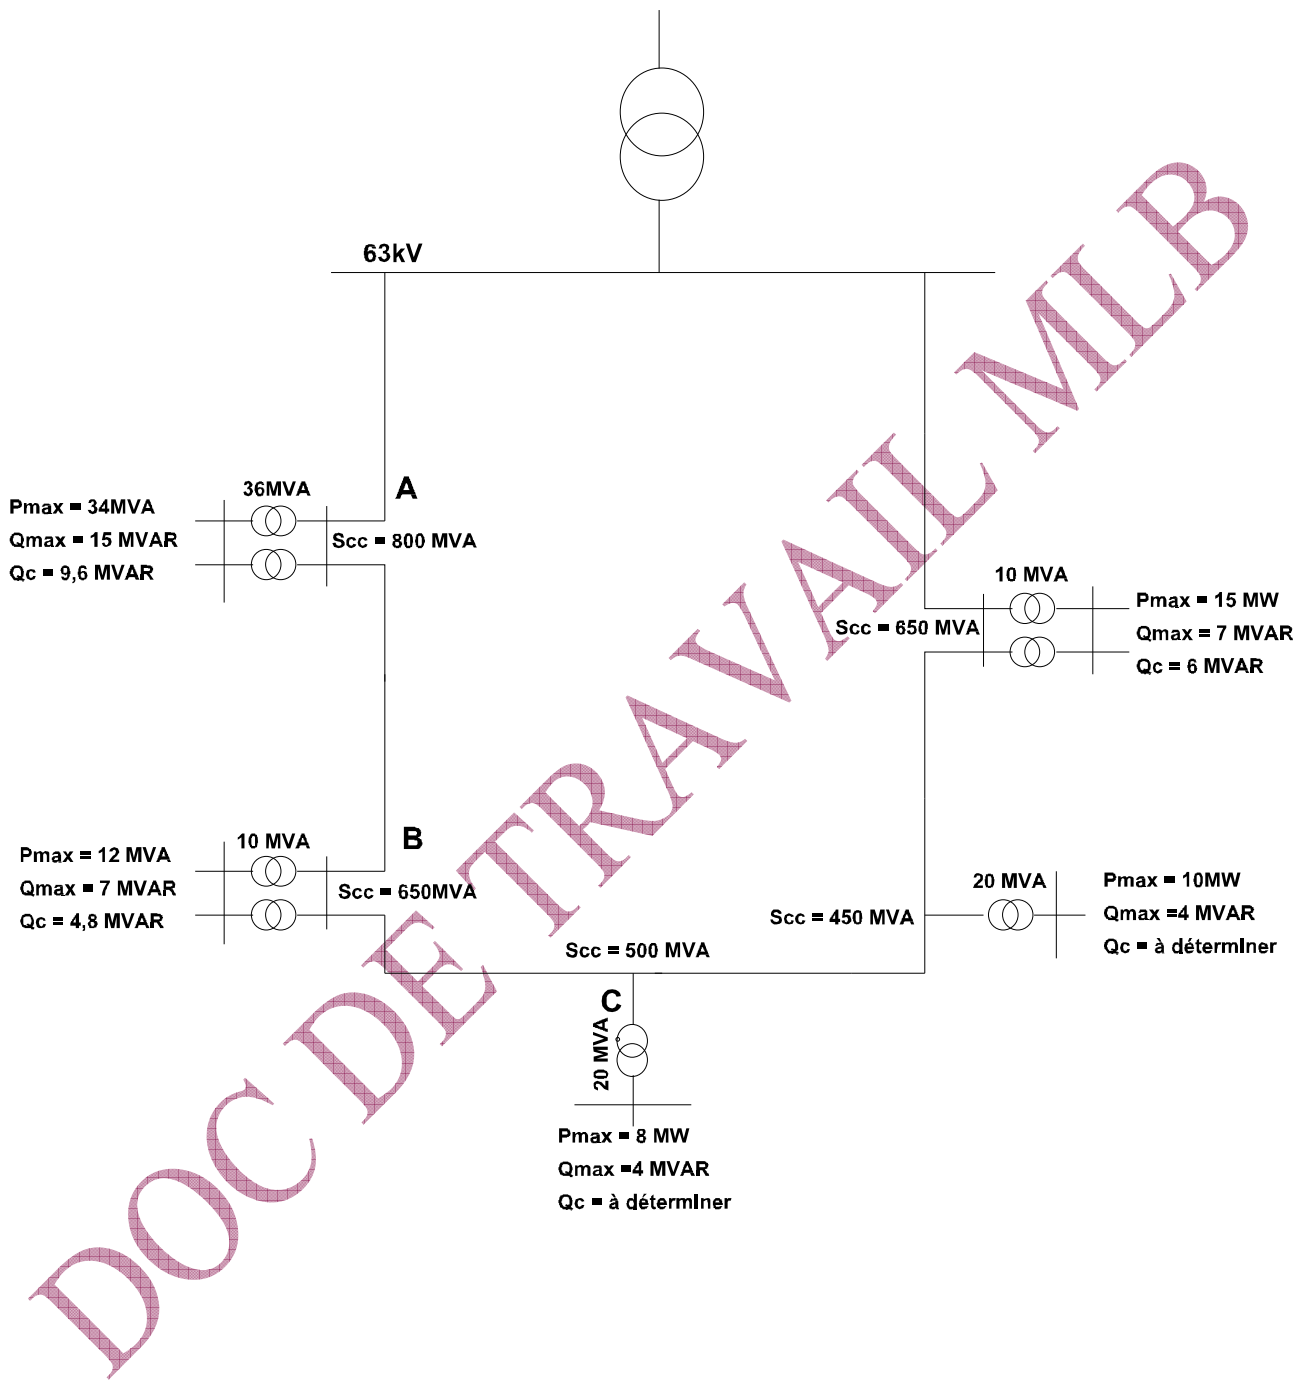 63kV
36MVA
A
Pmax = 34MVA
Qmax = 15 MVAR
Qc = 9,6 MVAR
Scc = 800 MVA
10 MVA
Scc = 650 MVA
Pmax = 15 MW
Qmax = 7 MVAR
Qc = 6 MVAR
10 MVA
B
Pmax = 12 MVA
Qmax = 7 MVAR
Qc = 4,8 MVAR
Scc = 650MVA
20 MVA
Scc = 450 MVA
Pmax = 10MW
Qmax =4 MVAR
Qc = à déterminer
Scc = 500 MVA
C
20 MVA
Pmax = 8 MW
Qmax =4 MVAR
Qc = à déterminer
DOC DE TRAVAIL MLB